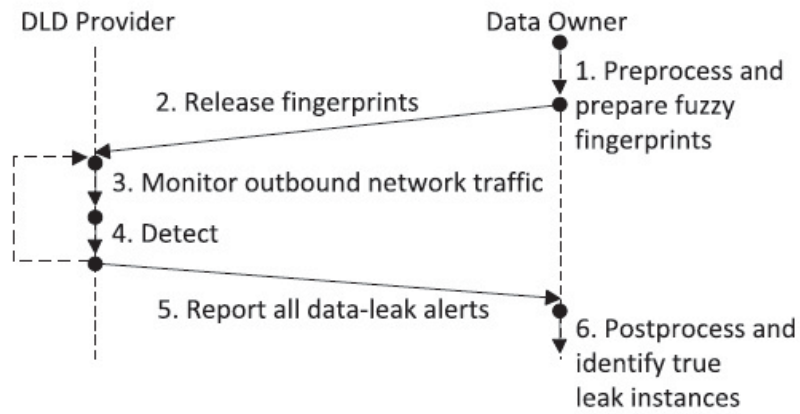 DLD Provider
Data Owner
1. Preprocess and
prepare fuzzy
fingerprints
2. Release fingerprints
3. Monitor outbound network traffic
4. Detect
5. Report all data-leak alerts
6. Postprocess and
identify true
leak instances